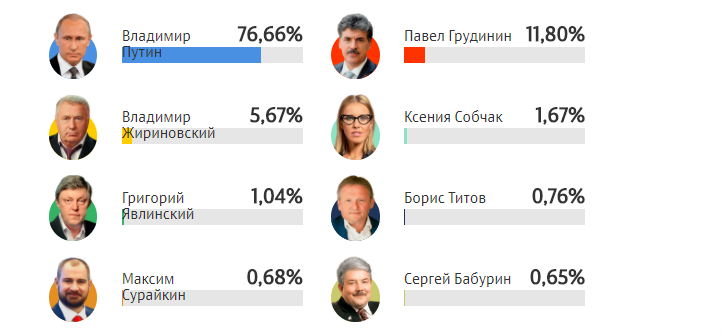 Владимир Путин 76,66%
Павел Грудинин 11,80%
Владимир Жириновский 5,67%
Ксения Собчак 1,67%
Григорий Явлинский 1,04%
Борис Титов 0,76%
Максим Сурайкин 0,68%
Сергей Бабурин 0,65%